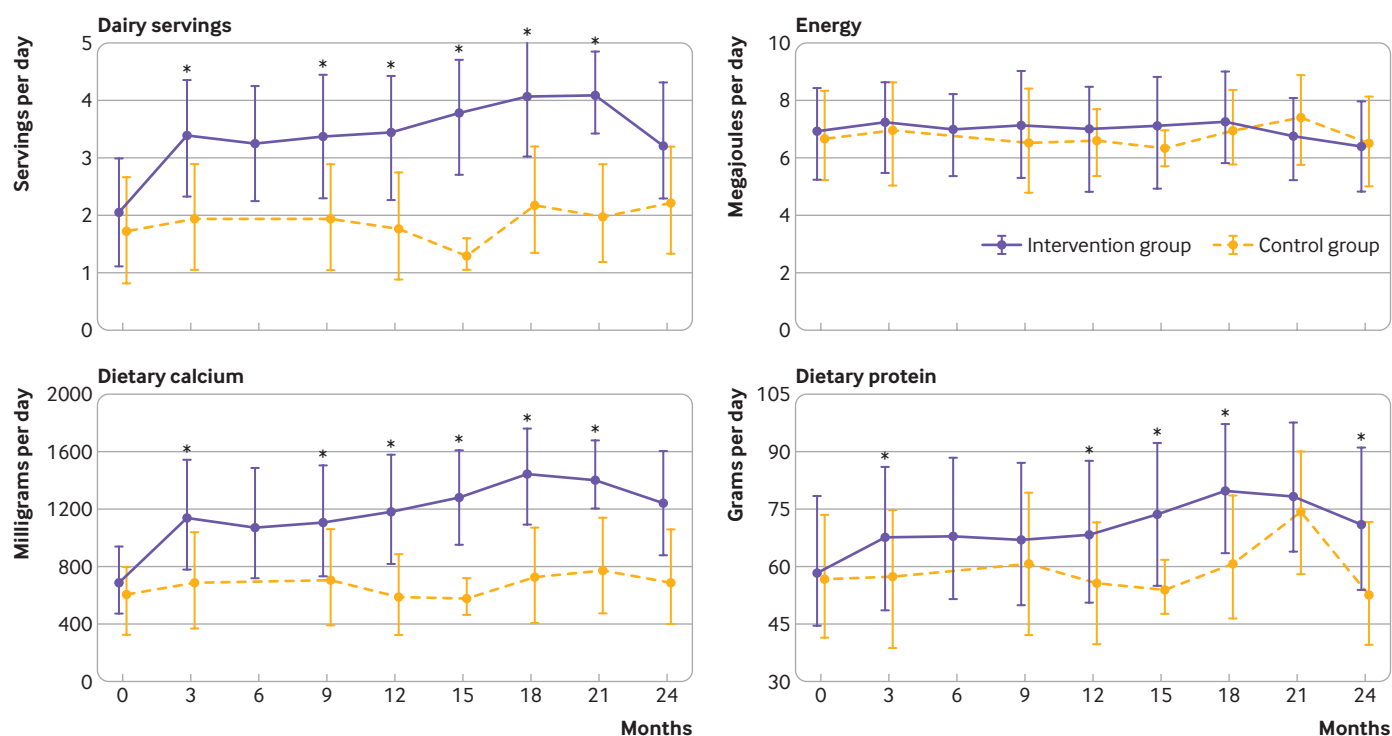 Dairy servings
Servings per day
5
4
3
2
1
0
* * * * * *
Energy
Megajoules per day
10
8
6
4
2
0
Intervention group
Control group
Dietary calcium
Milligrams per day
2000
1600
1200
800
400
0
* * * * * *
0 3 6 9 12 15 18 21 24
Months
Dietary protein
Grams per day
105
90
75
60
45
30
* * * * *
0 3 6 9 12 15 18 21 24
Months